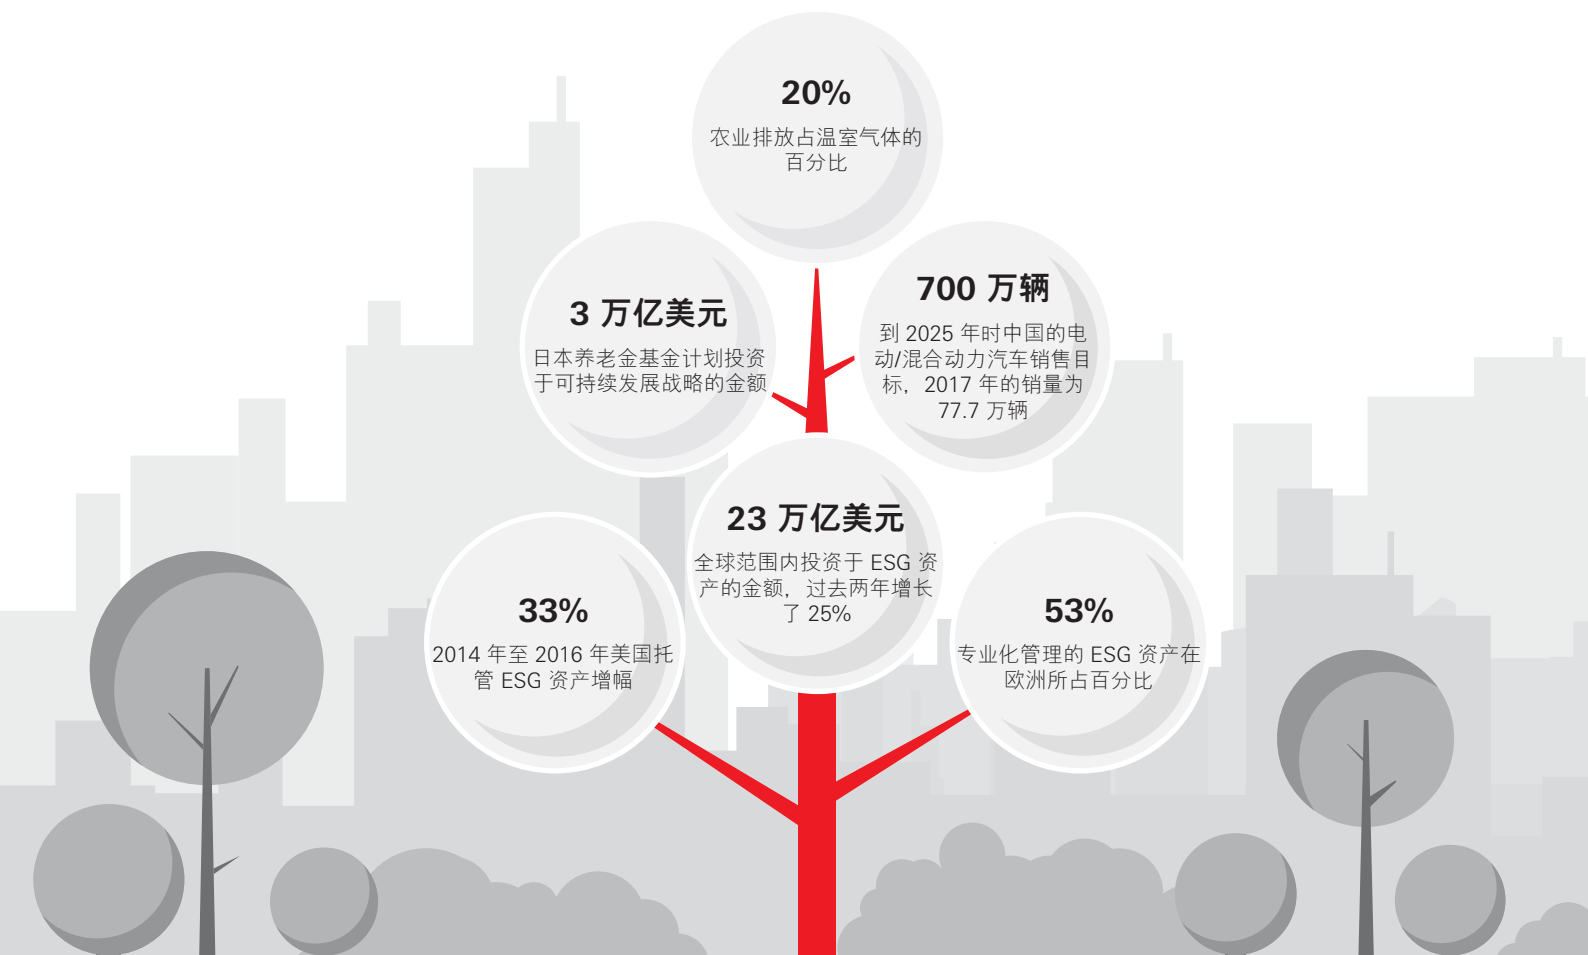 20%
农业排放占温室气体的
百分比
3 万亿美元
日本养老金基金计划投资
于可持续发展战略的金额
700 万辆
到 2025 年时中国的电
动/混合动力汽车销售目
标，2017 年的销量为
77.7 万辆
23 万亿美元
全球范围内投资于 ESG 资
产的金额，过去两年增长
了 25%
33%
2014 年至 2016 年美国托
管 ESG 资产增幅
53%
专业化管理的 ESG 资产在
欧洲所占百分比